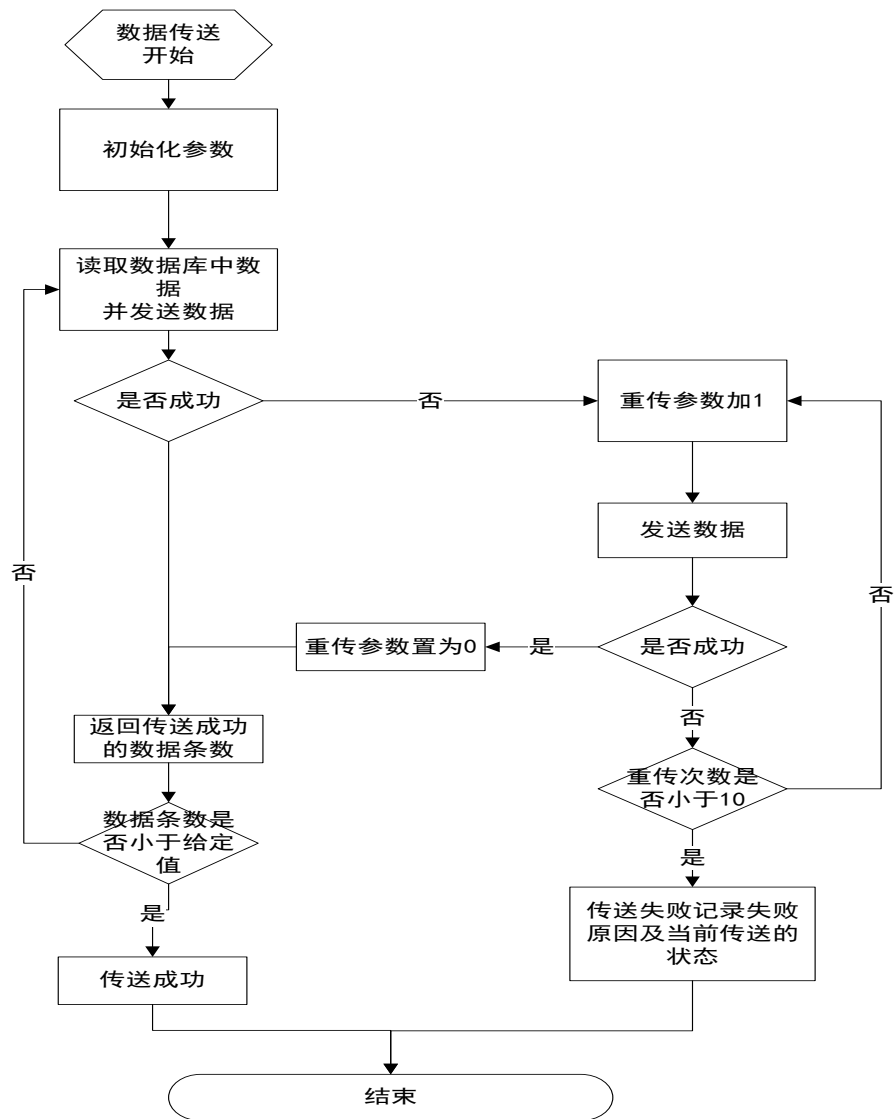 数据传送
开始
初始化参数
读取数据库中数
据
并发送数据
是否成功
否
重传参数加1
发送数据
否
否
重传参数置为0
是
是否成功
否
返回传送成功
的数据条数
重传次数是
否小于10
数据条数是
否小于给定
值
是
是
传送失败记录失败
原因及当前传送的
状态
传送成功
结束